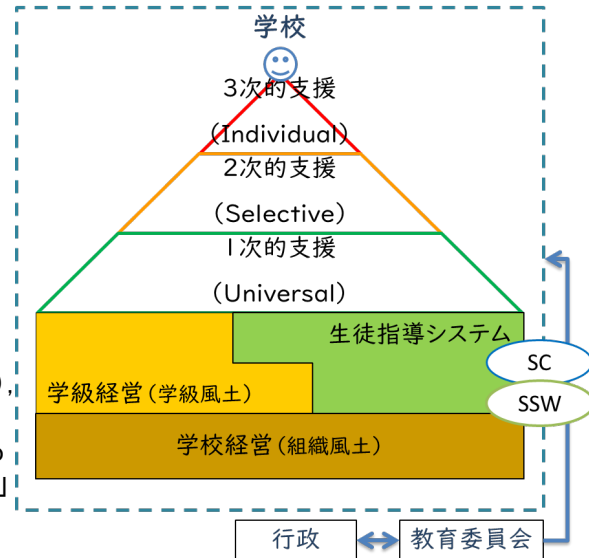 学校
3次的支援
(Individual)
2次的支援
(Selective)
1次的支援
(Universal)
生徒指導システム
SC
学級経営(学級風土)
SSW
学校経営(組織風土)
行政
教育委員会